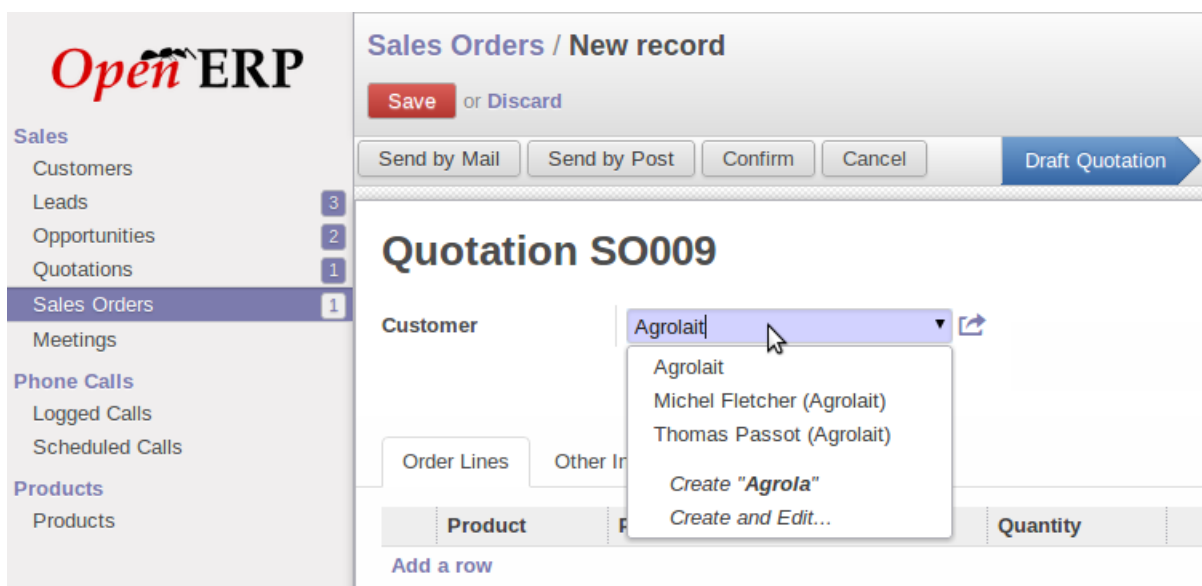 Open ERP
Sales
Customers
Leads 3
Opportunities 2
Quotations 1
Sales Orders 1
Meetings
Phone Calls
Logged Calls
Scheduled Calls
Products
Products
Sales Orders / New record
Save or Discard
Send by Mail Send by Post Confirm Cancel Draft Quotation
Quotation SO009
Customer Agrolait
Agrolait
Michel Fletcher (Agrolait)
Thomas Passot (Agrolait)
Create "Agrola"
Create and Edit...
Order Lines Other
Product Quantity
Add a row